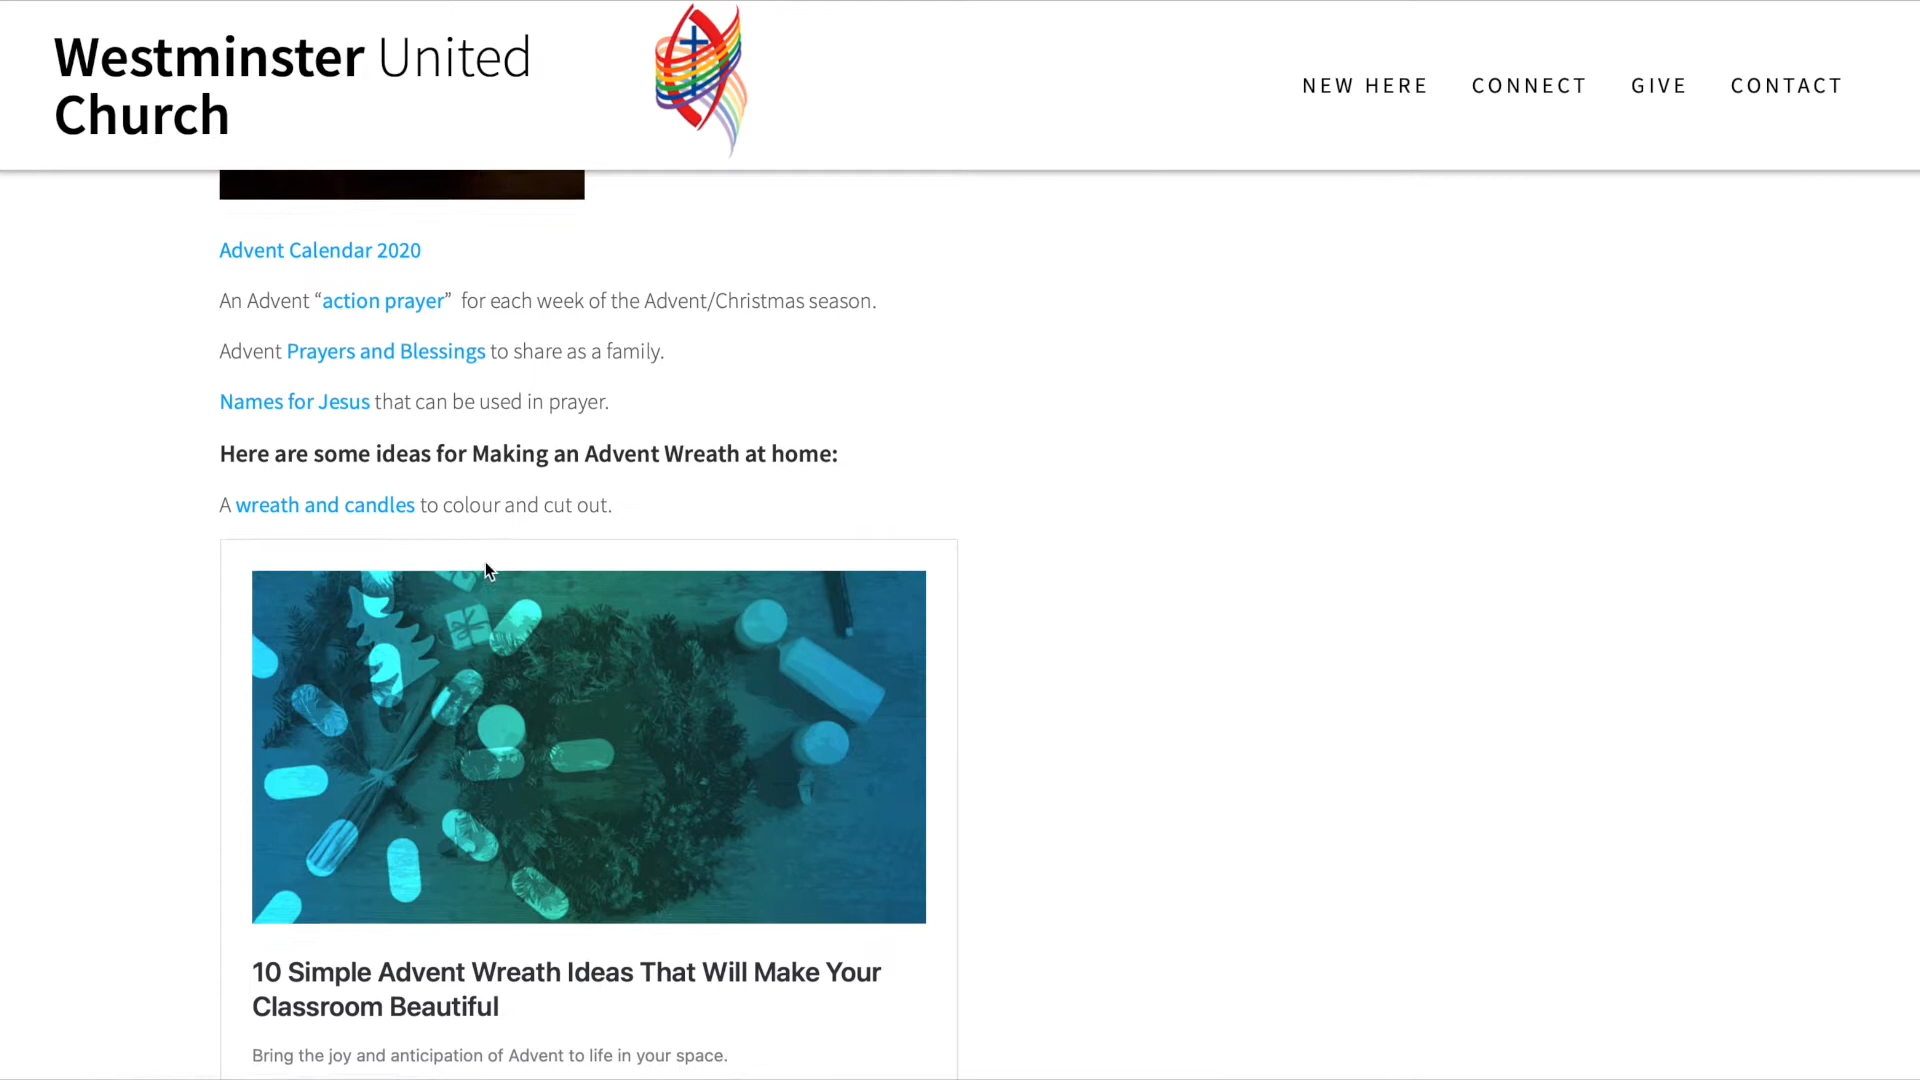 Westminster United
Church
NEW HERE CONNECT GIVE CONTACT
Advent Calendar 2020
An Advent “action prayer”  for each week of the Advent/Christmas season.
Advent Prayers and Blessings to share as a family.
Names for Jesus that can be used in prayer.
Here are some ideas for Making an Advent Wreath at home:
A wreath and candles to colour and cut out.
10 Simple Advent Wreath Ideas That Will Make Your
Classroom Beautiful
Bring the joy and anticipation of Advent to life in your space.